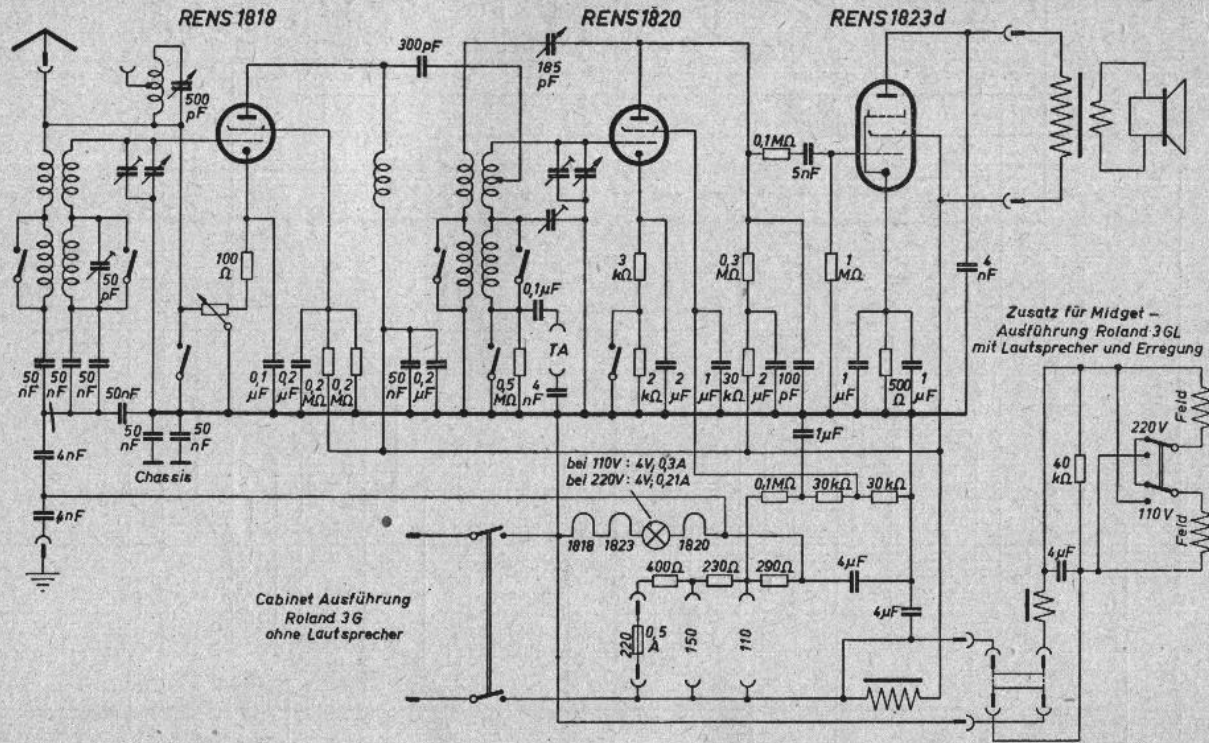 RENS 1818
RENS 1820
RENS 1823d
500
pF
300pF
185
pF
0,1MΩ
5nF
50
pF
100
Ω
3
kΩ
0,3
MΩ
1
MΩ
4
nF
0,1µF
TA
4
nF
50
nF
50
nF
50
nF
50nF
50
nF
50
nF
Chassis
0,1
µF
0,2
µF
0,2
MΩ
0,2
MΩ
50
nF
0,2
µF
0,5
MΩ
2
kΩ
2
µF
1
µF
30
kΩ
2
µF
100
pF
1
µF
500
Ω
1
µF
Zusatz für Midget -
Ausführung Roland 3 GL
mit Lautsprecher und Erregung
4nF
4nF
1µF
bei 110V: 4V; 0,3A
bei 220V: 4V; 0,21A
0,1MΩ
30kΩ
30kΩ
1818
1823
1820
400Ω
230Ω
290Ω
4µF
4µF
220
0,5
A
150
110
Cabinet Ausführung
Roland 3 G
ohne Lautsprecher
40
kΩ
220V
110V
Feld
Feld
4µF